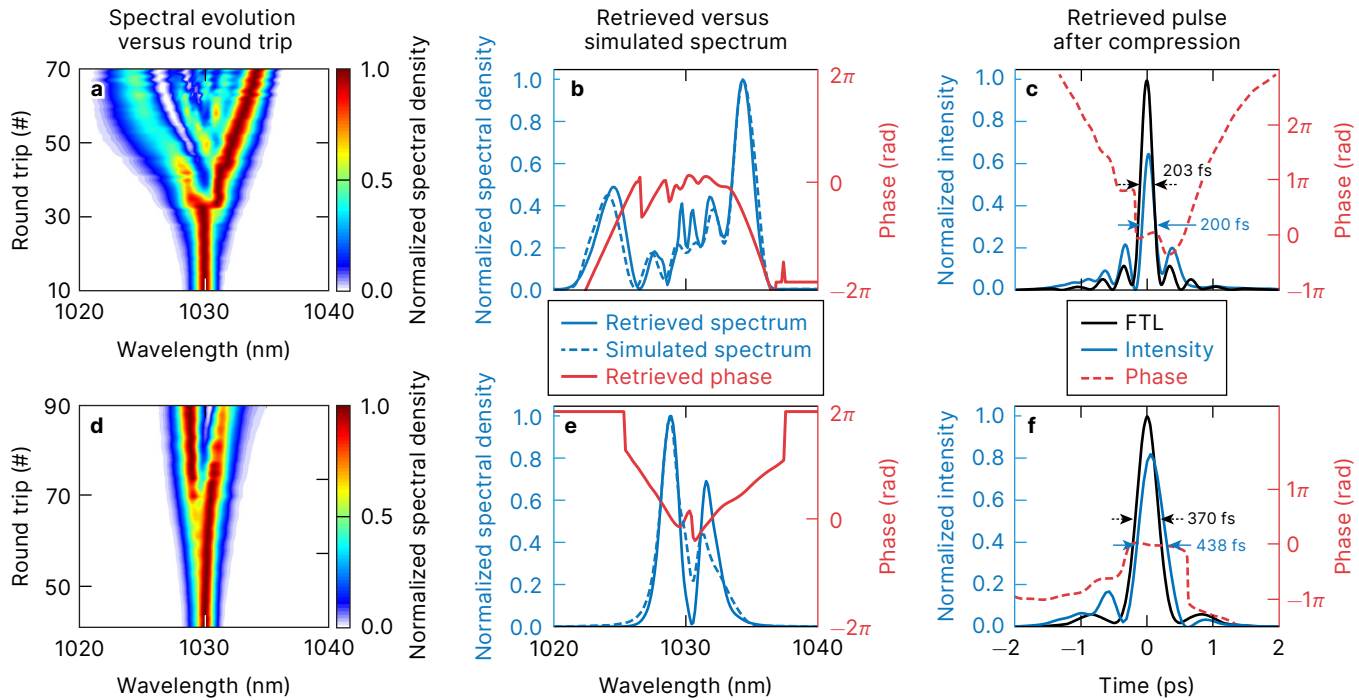 Spectral evolution
versus round trip
Retrieved versus
simulated spectrum
Retrieved pulse
after compression
a
Round trip (#)
70
50
30
10
1020
1030
1040
Wavelength (nm)
1.0
0.5
0.0
Normalized spectral density
b
Normalized spectral density
1.0
0.8
0.6
0.4
0.2
0.0
1020
1030
1040
2π
0
−2π
Phase (rad)
c
Normalized intensity
1.0
0.8
0.6
0.4
0.2
0.0
203 fs
200 fs
2π
1π
0
−1π
Phase (rad)
Retrieved spectrum
Simulated spectrum
Retrieved phase
FTL
Intensity
Phase
d
Round trip (#)
90
70
50
1020
1030
1040
Wavelength (nm)
1.0
0.5
0.0
Normalized spectral density
e
Normalized spectral density
1.0
0.8
0.6
0.4
0.2
0.0
1020
1030
1040
Wavelength (nm)
2π
0
−2π
Phase (rad)
f
Normalized intensity
1.0
0.8
0.6
0.4
0.2
0.0
370 fs
438 fs
−2
−1
0
1
2
Time (ps)
1π
0
−1π
Phase (rad)